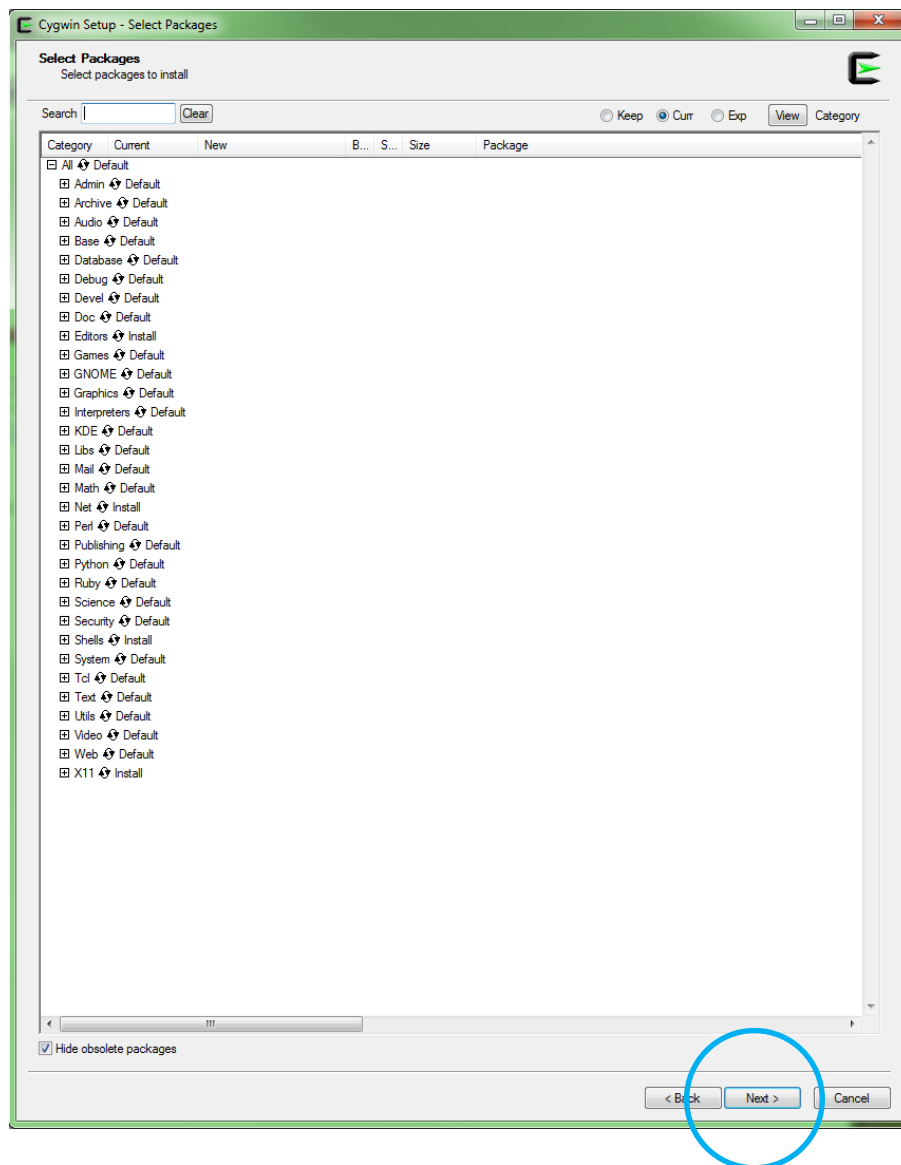 Cygwin Setup - Select Packages
Select Packages
Select packages to install
Search Clear Keep Curr Exp View Category
Category Current New B... S... Size Package
All Default
Admin Default
Archive Default
Audio Default
Base Default
Database Default
Debug Default
Devel Default
Doc Default
Editors Install
Games Default
GNOME Default
Graphics Default
Interpreters Default
KDE Default
Libs Default
Mail Default
Math Default
Net Install
Perl Default
Publishing Default
Python Default
Ruby Default
Science Default
Security Default
Shells Install
System Default
Tcl Default
Text Default
Utils Default
Video Default
Web Default
X11 Install
Hide obsolete packages
< Back Next > Cancel